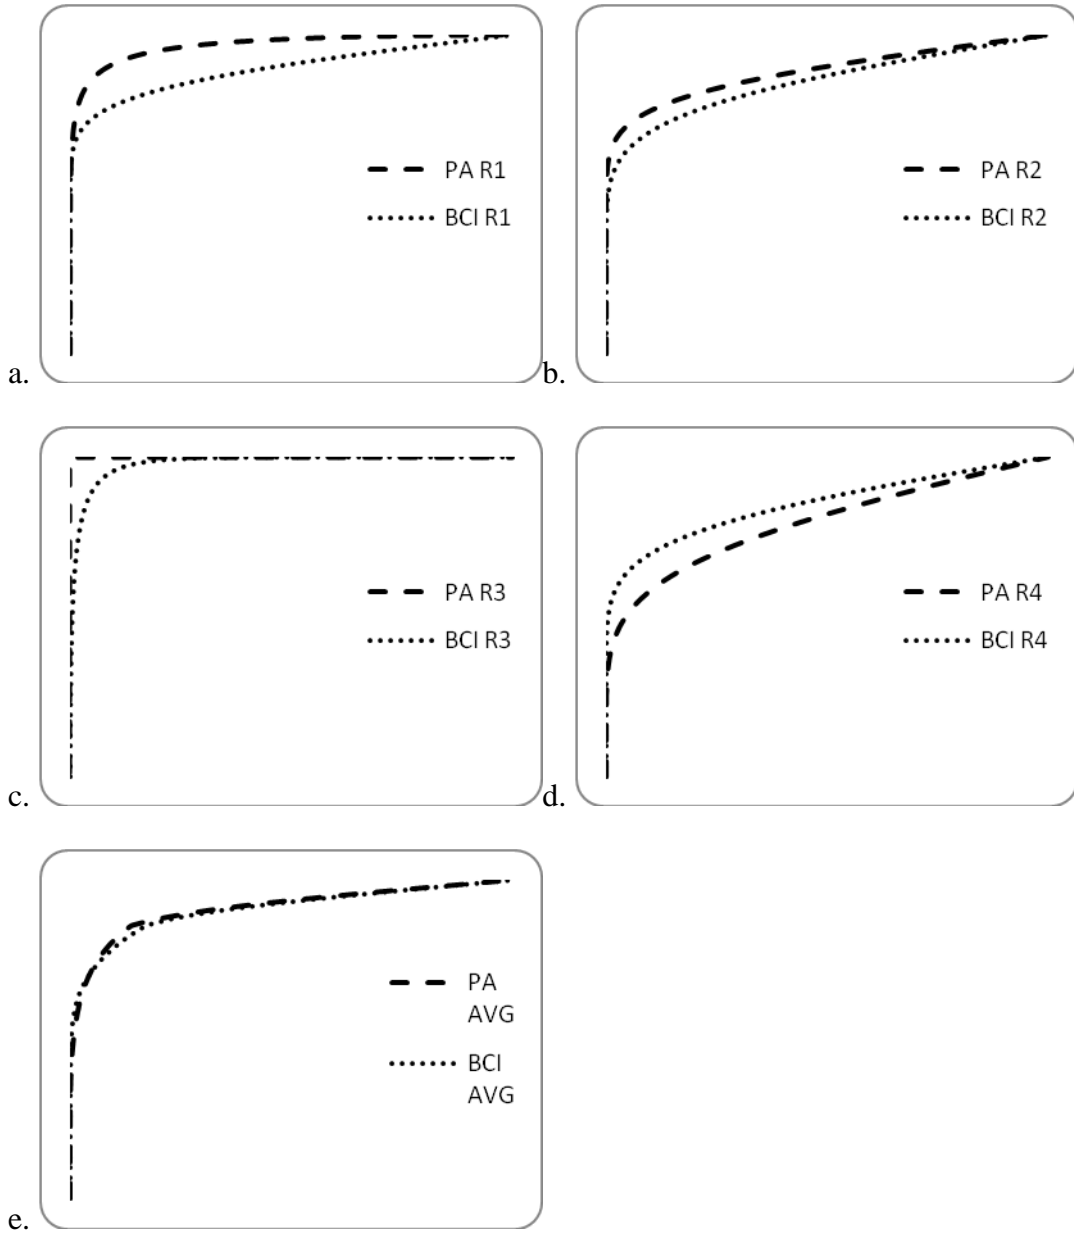 PA R1
BCI R1
a.
PA R2
BCI R2
b.
PA R3
BCI R3
c.
PA R4
BCI R4
d.
PA
AVG
BCI
AVG
e.